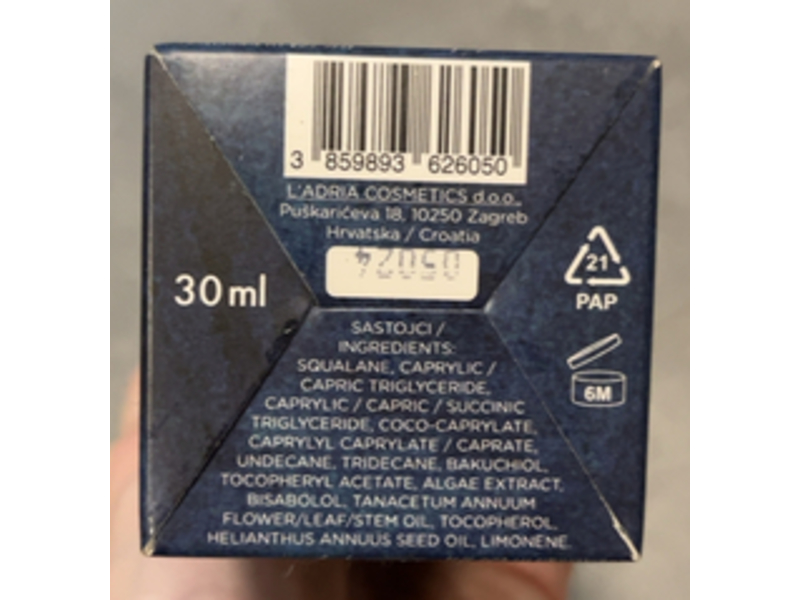 3 859893 626050
L'ADRIA COSMETICS d.o.o.
Puškarićeva 18, 10250 Zagreb
Hrvatska / Croatia
30 ml
21
PAP
6M
SASTOJCI /
INGREDIENTS:
SQUALANE, CAPRYLIC /
CAPRIC TRIGLYCERIDE,
CAPRYLIC / CAPRIC / SUCCINIC
TRIGLYCERIDE, COCO-CAPRYLATE,
CAPRYLYL CAPRYLATE / CAPRATE,
UNDECANE, TRIDECANE, BAKUCHIOL,
TOCOPHERYL ACETATE, ALGAE EXTRACT,
BISABOLOL, TANACETUM ANNUUM
FLOWER/LEAF/STEM OIL, TOCOPHEROL,
HELIANTHUS ANNUUS SEED OIL, LIMONENE.